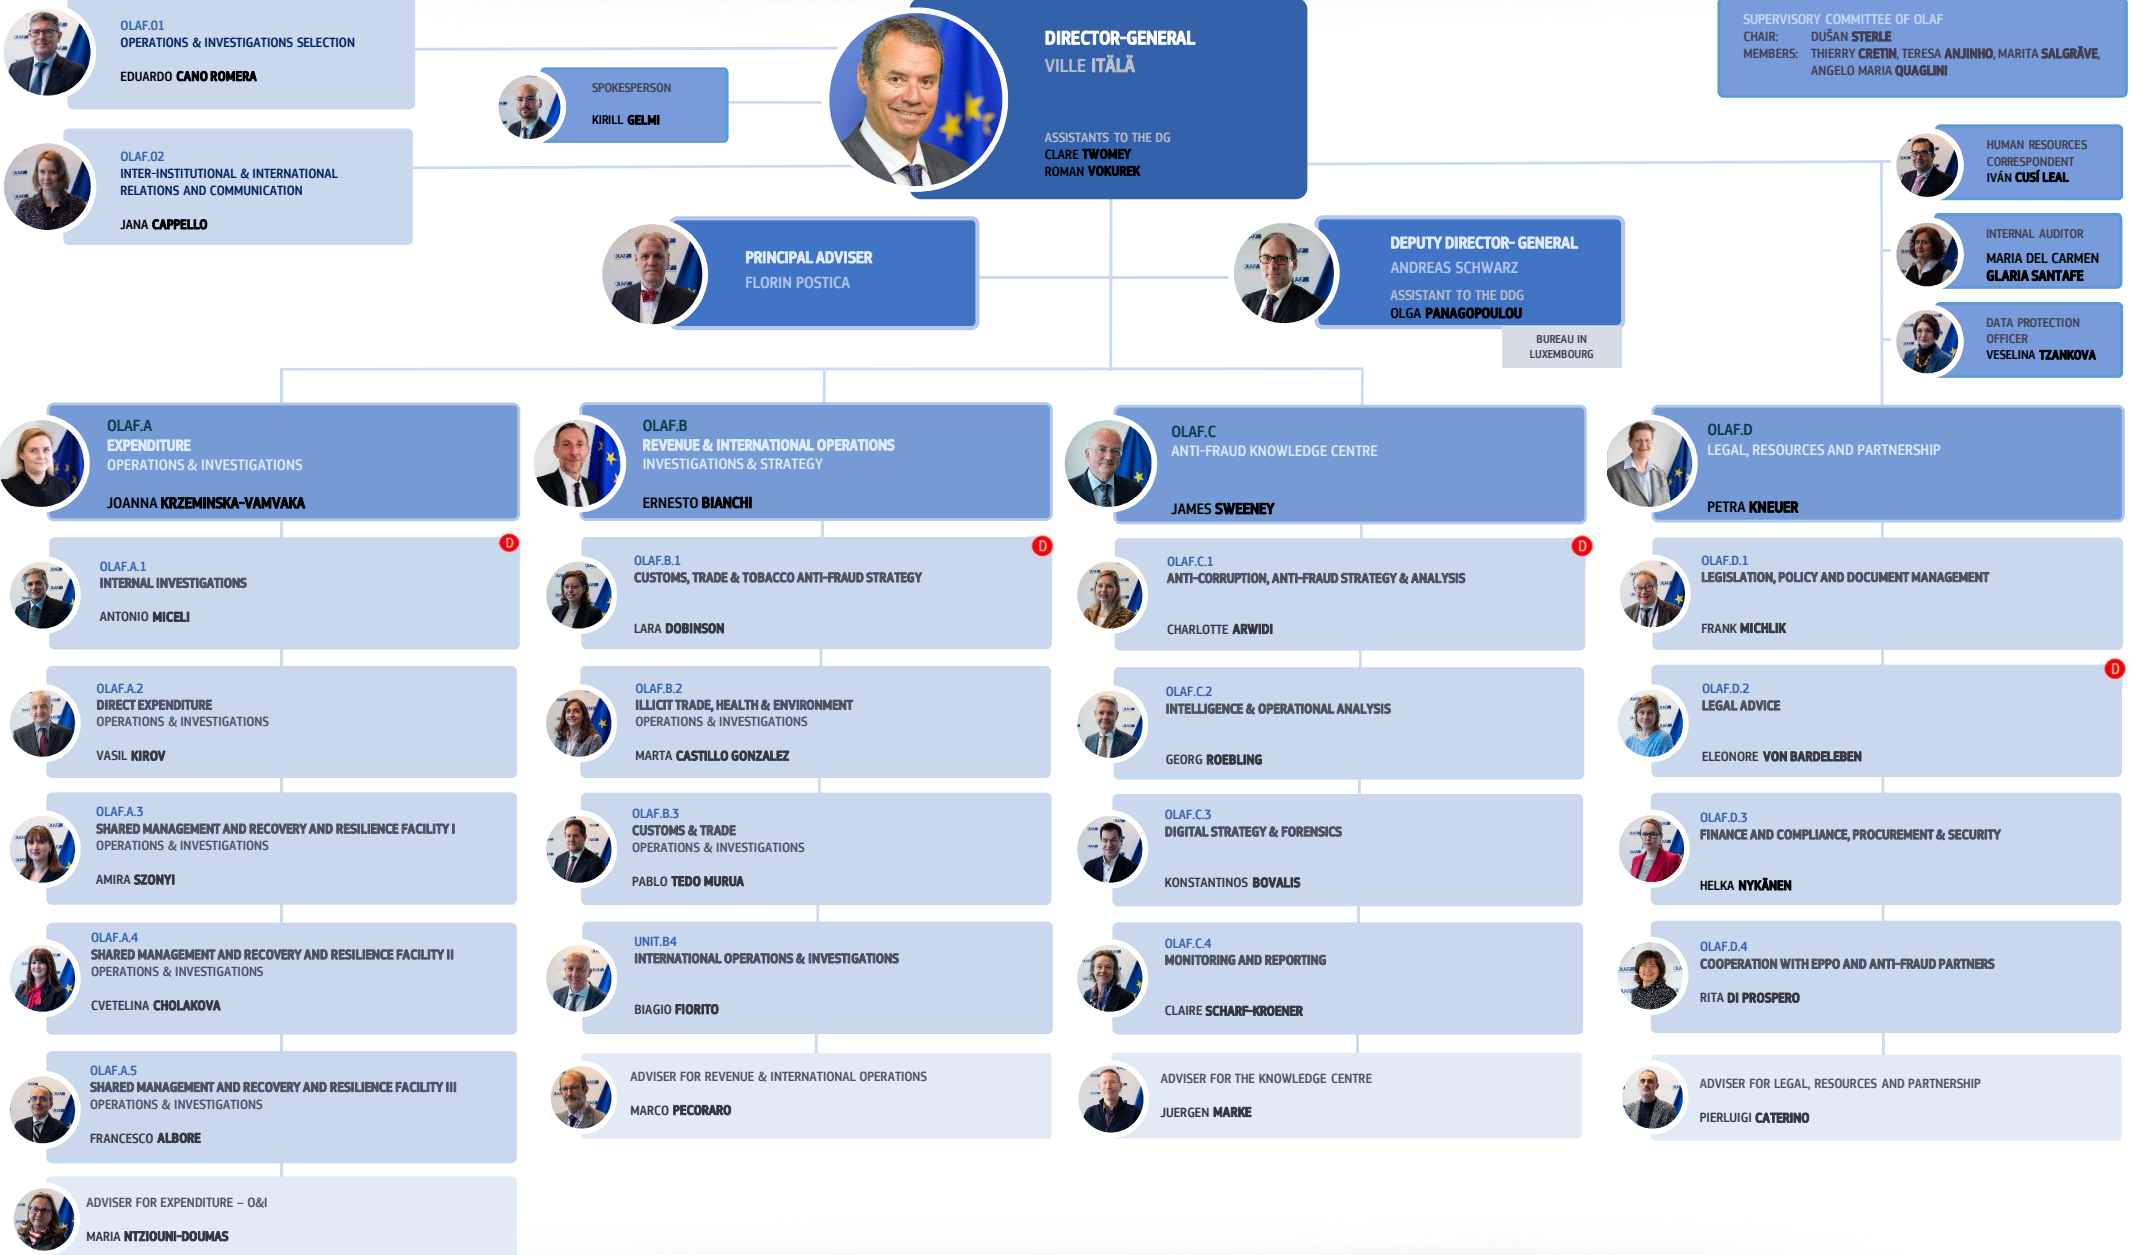 OLAF.01
OPERATIONS & INVESTIGATIONS SELECTION
EDUARDO CANO ROMERA
OLAF.02
INTER-INSTITUTIONAL & INTERNATIONAL
RELATIONS AND COMMUNICATION
JANA CAPPELLO
SPOKESPERSON
KIRILL GELMI
DIRECTOR-GENERAL
VILLE ITÄLÄ
ASSISTANTS TO THE DG
CLARE TWOMEY
ROMAN VOKUREK
SUPERVISORY COMMITTEE OF OLAF
CHAIR: DUŠAN STERLE
MEMBERS: THIERRY CRETIN, TERESA ANJINHO, MARITA SALGRĀVE,
ANGELO MARIA QUAGLINI
HUMAN RESOURCES
CORRESPONDENT
IVÁN CUSÍ LEAL
INTERNAL AUDITOR
MARIA DEL CARMEN
GLARIA SANTAFE
DATA PROTECTION
OFFICER
VESELINA TZANKOVA
PRINCIPAL ADVISER
FLORIN POSTICA
DEPUTY DIRECTOR- GENERAL
ANDREAS SCHWARZ
ASSISTANT TO THE DDG
OLGA PANAGOPOULOU
BUREAU IN
LUXEMBOURG
OLAF.A
EXPENDITURE
OPERATIONS & INVESTIGATIONS
JOANNA KRZEMINSKA-VAMVAKA
D
OLAF.A.1
INTERNAL INVESTIGATIONS
ANTONIO MICELI
OLAF.A.2
DIRECT EXPENDITURE
OPERATIONS & INVESTIGATIONS
VASIL KIROV
OLAF.A.3
SHARED MANAGEMENT AND RECOVERY AND RESILIENCE FACILITY I
OPERATIONS & INVESTIGATIONS
AMIRA SZONYI
OLAF.A.4
SHARED MANAGEMENT AND RECOVERY AND RESILIENCE FACILITY II
OPERATIONS & INVESTIGATIONS
CVETELINA CHOLAKOVA
OLAF.A.5
SHARED MANAGEMENT AND RECOVERY AND RESILIENCE FACILITY III
OPERATIONS & INVESTIGATIONS
FRANCESCO ALBORE
ADVISER FOR EXPENDITURE – O&I
MARIA NTZIOUNI-DOUMAS
OLAF.B
REVENUE & INTERNATIONAL OPERATIONS
INVESTIGATIONS & STRATEGY
ERNESTO BIANCHI
D
OLAF.B.1
CUSTOMS, TRADE & TOBACCO ANTI-FRAUD STRATEGY
LARA DOBINSON
OLAF.B.2
ILLICIT TRADE, HEALTH & ENVIRONMENT
OPERATIONS & INVESTIGATIONS
MARTA CASTILLO GONZALEZ
OLAF.B.3
CUSTOMS & TRADE
OPERATIONS & INVESTIGATIONS
PABLO TEDO MURUA
UNIT.B4
INTERNATIONAL OPERATIONS & INVESTIGATIONS
BIAGIO FIORITO
ADVISER FOR REVENUE & INTERNATIONAL OPERATIONS
MARCO PECORARO
OLAF.C
ANTI-FRAUD KNOWLEDGE CENTRE
JAMES SWEENEY
D
OLAF.C.1
ANTI-CORRUPTION, ANTI-FRAUD STRATEGY & ANALYSIS
CHARLOTTE ARWIDI
OLAF.C.2
INTELLIGENCE & OPERATIONAL ANALYSIS
GEORG ROEBLING
OLAF.C.3
DIGITAL STRATEGY & FORENSICS
KONSTANTINOS BOVALIS
OLAF.C.4
MONITORING AND REPORTING
CLAIRE SCHARF-KROENER
ADVISER FOR THE KNOWLEDGE CENTRE
JUERGEN MARKE
OLAF.D
LEGAL, RESOURCES AND PARTNERSHIP
PETRA KNEUER
OLAF.D.1
LEGISLATION, POLICY AND DOCUMENT MANAGEMENT
FRANK MICHLIK
D
OLAF.D.2
LEGAL ADVICE
ELEONORE VON BARDELEBEN
OLAF.D.3
FINANCE AND COMPLIANCE, PROCUREMENT & SECURITY
HELKA NYKÄNEN
OLAF.D.4
COOPERATION WITH EPPO AND ANTI-FRAUD PARTNERS
RITA DI PROSPERO
ADVISER FOR LEGAL, RESOURCES AND PARTNERSHIP
PIERLUIGI CATERINO